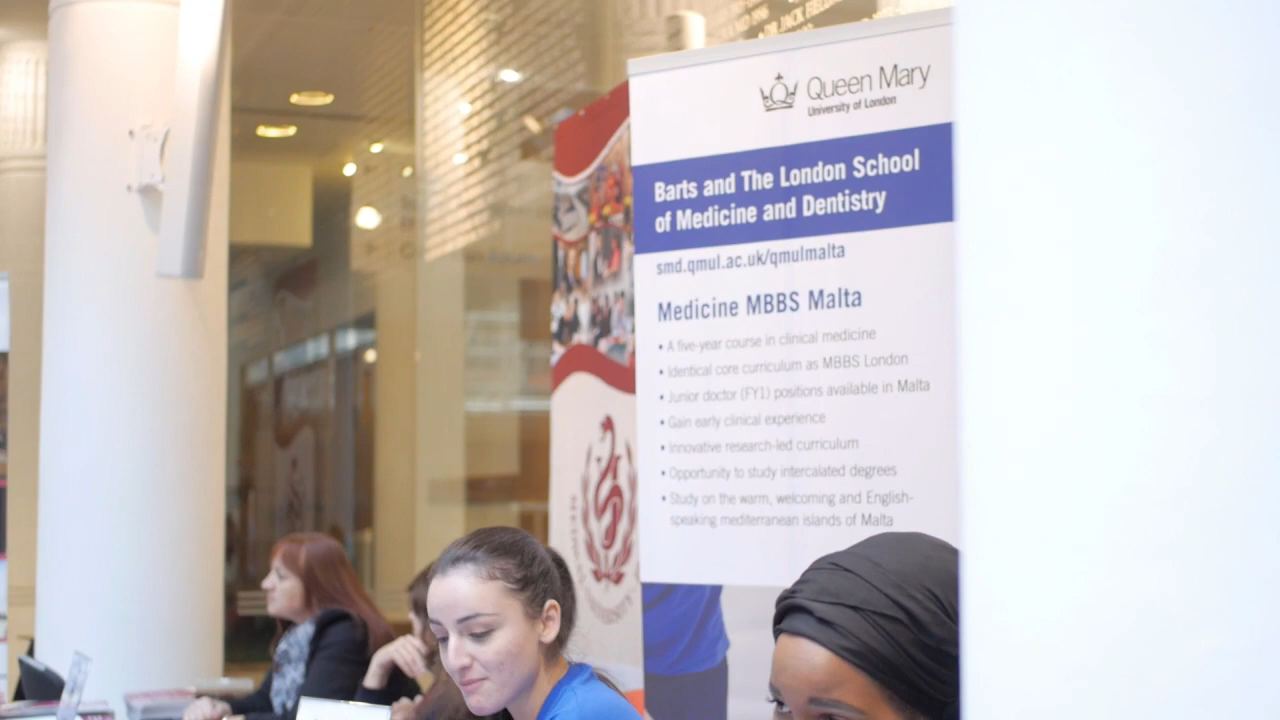 Queen Mary
University of London
Barts and The London School
of Medicine and Dentistry
smd.qmul.ac.uk/qmulmalta
Medicine MBBS Malta
• A five-year course in clinical medicine
• Identical core curriculum as MBBS London
• Junior doctor (FY1) positions available in Malta
• Gain early clinical experience
• Innovative research-led curriculum
• Opportunity to study intercalated degrees
• Study on the warm, welcoming and English-
speaking mediterranean islands of Malta